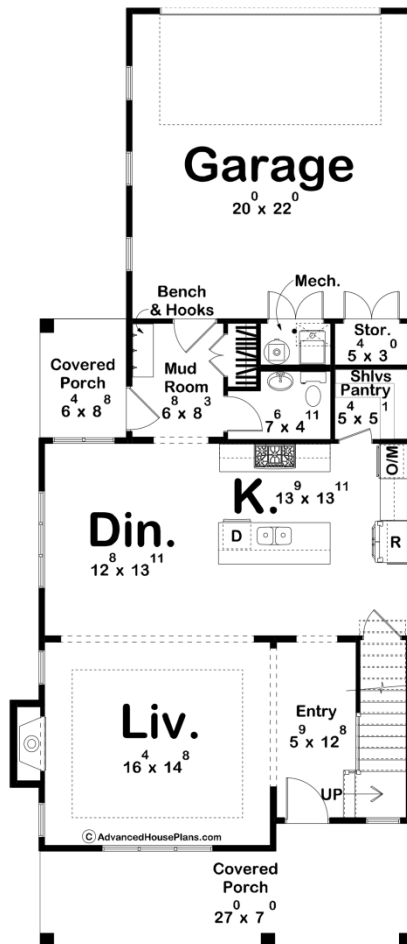 Garage
20⁰ x 22⁰
Mech.
Bench
& Hooks
Stor.
5⁴ x 3⁰
Covered
Porch
6⁴ x 8⁸
Mud
Room
6⁸ x 8³
Shlvs
Pantry
5⁴ x 5¹
7⁶ x 4¹¹
O/M
K.
13⁹ x 13¹¹
Din.
12⁸ x 13¹¹
D
R
Liv.
16⁴ x 14⁸
Entry
5⁹ x 12⁸
UP
© AdvancedHousePlans.com
Covered
Porch
27⁰ x 7⁰